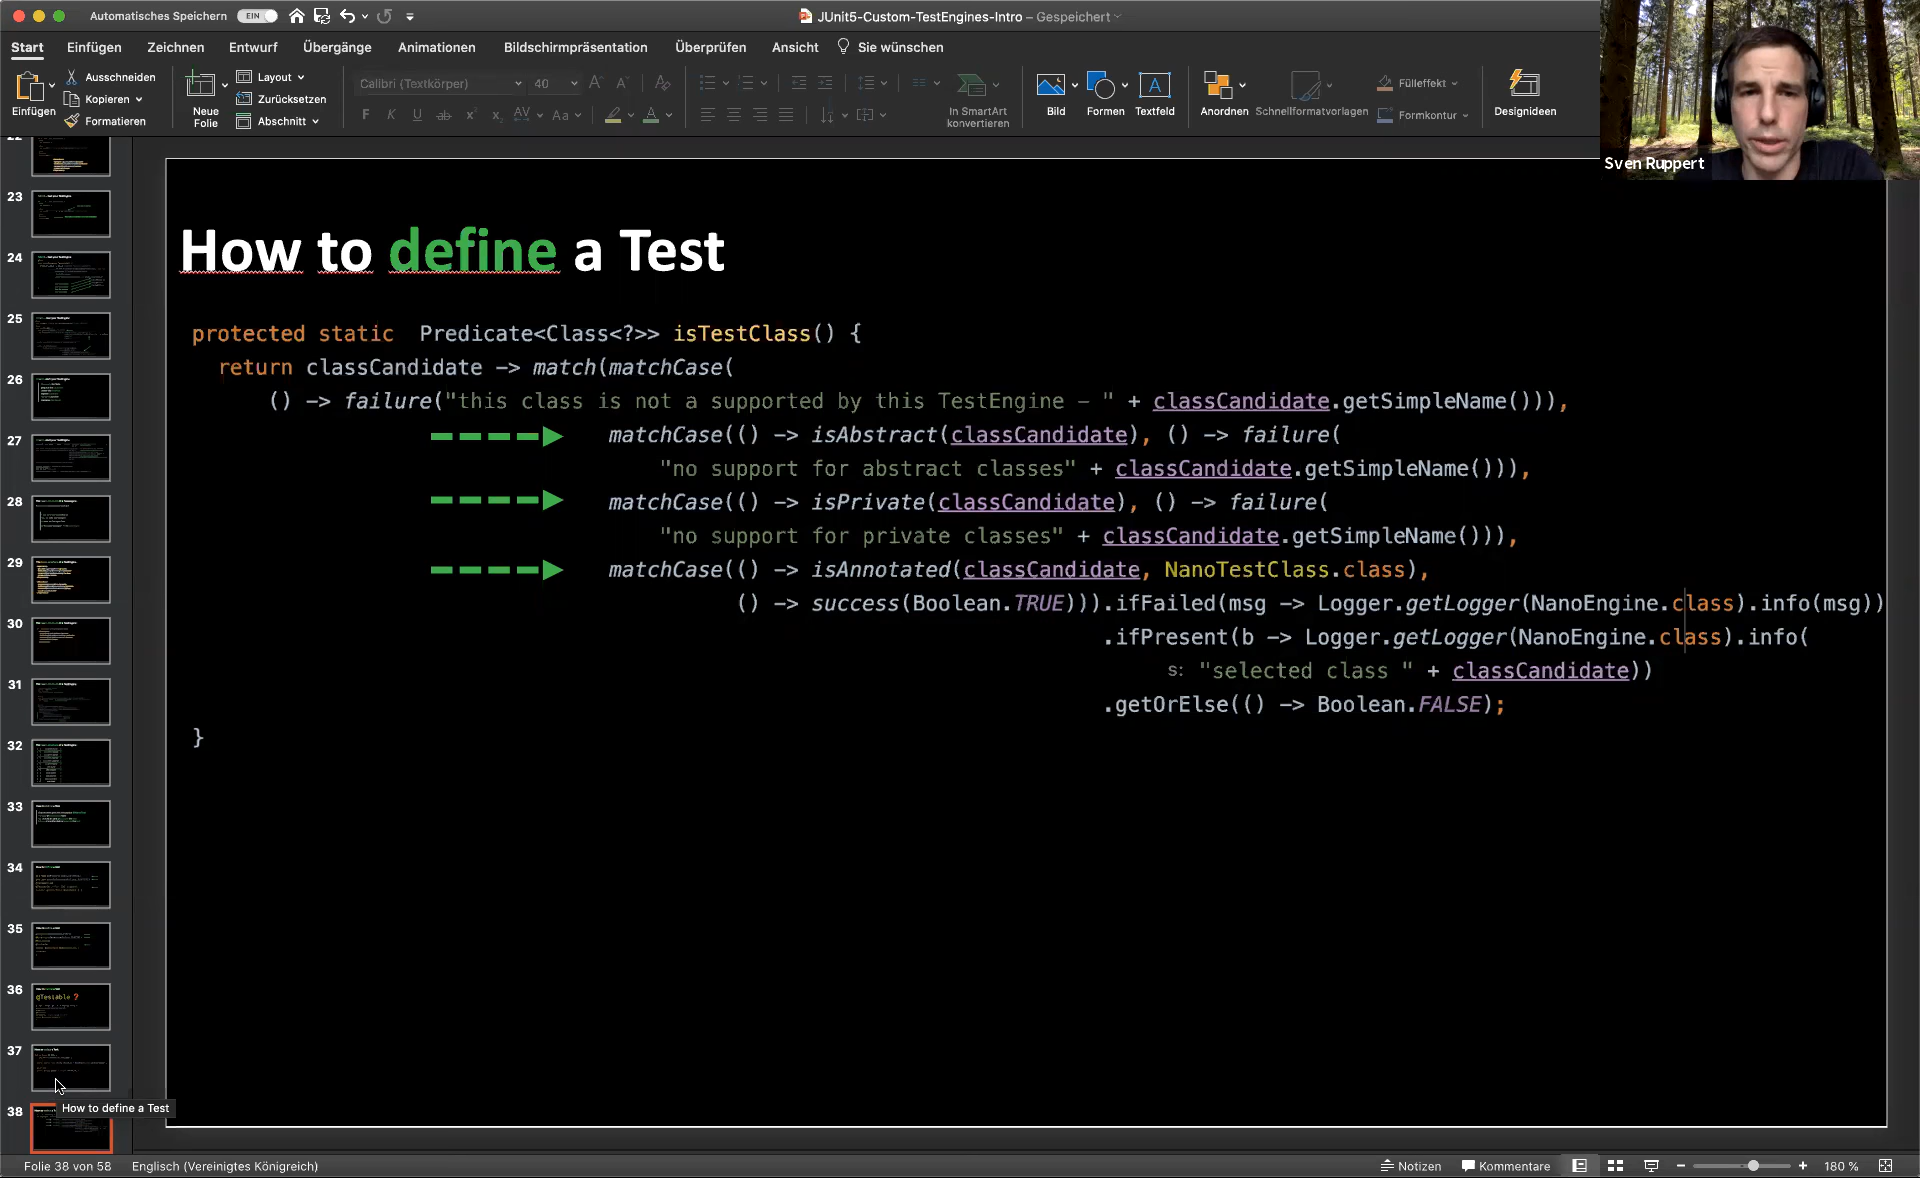 Automatisches Speichern EIN
JUnit5-Custom-TestEngines-Intro – Gespeichert
Start Einfügen Zeichnen Entwurf Übergänge Animationen Bildschirmpräsentation Überprüfen Ansicht Sie wünschen
Einfügen
Ausschneiden
Kopieren
Formatieren
Neue
Folie
Layout
Zurücksetzen
Abschnitt
Calibri (Textkörper) 40
F K U ab x² x₂ AV Aa A
In SmartArt
konvertieren
Bild Formen Textfeld
Anordnen Schnellformatvorlagen
Fülleffekt
Formkontur
Designideen
Sven Ruppert
How to define a Test
protected static Predicate<Class<?>> isTestClass() {
return classCandidate -> match(matchCase(
() -> failure("this class is not a supported by this TestEngine - " + classCandidate.getSimpleName())),
matchCase(() -> isAbstract(classCandidate), () -> failure(
"no support for abstract classes" + classCandidate.getSimpleName())),
matchCase(() -> isPrivate(classCandidate), () -> failure(
"no support for private classes" + classCandidate.getSimpleName())),
matchCase(() -> isAnnotated(classCandidate, NanoTestClass.class),
() -> success(Boolean.TRUE))).ifFailed(msg -> Logger.getLogger(NanoEngine.class).info(msg))
.ifPresent(b -> Logger.getLogger(NanoEngine.class).info(
s: "selected class " + classCandidate))
.getOrElse(() -> Boolean.FALSE);
}
22
23
24
25
26
27
28
29
30
31
32
33
34
35
36
@Testable ?
37
How to define a Test
38
Folie 38 von 58 Englisch (Vereinigtes Königreich)
Notizen Kommentare 180 %